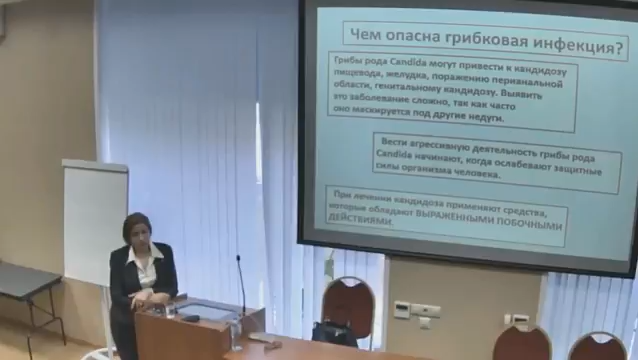 Чем опасна грибковая инфекция?
Грибы рода Candida могут привести к кандидозу
пищевода, желудка, поражению перианальной
области, генитальному кандидозу. Выявить
это заболевание сложно, так как часто
оно маскируется под другие недуги.
Вести агрессивную деятельность грибы рода
Candida начинают, когда ослабевают защитные
силы организма человека.
При лечении кандидоза применяют средства,
которые обладают ВЫРАЖЕННЫМИ ПОБОЧНЫМИ
ДЕЙСТВИЯМИ.